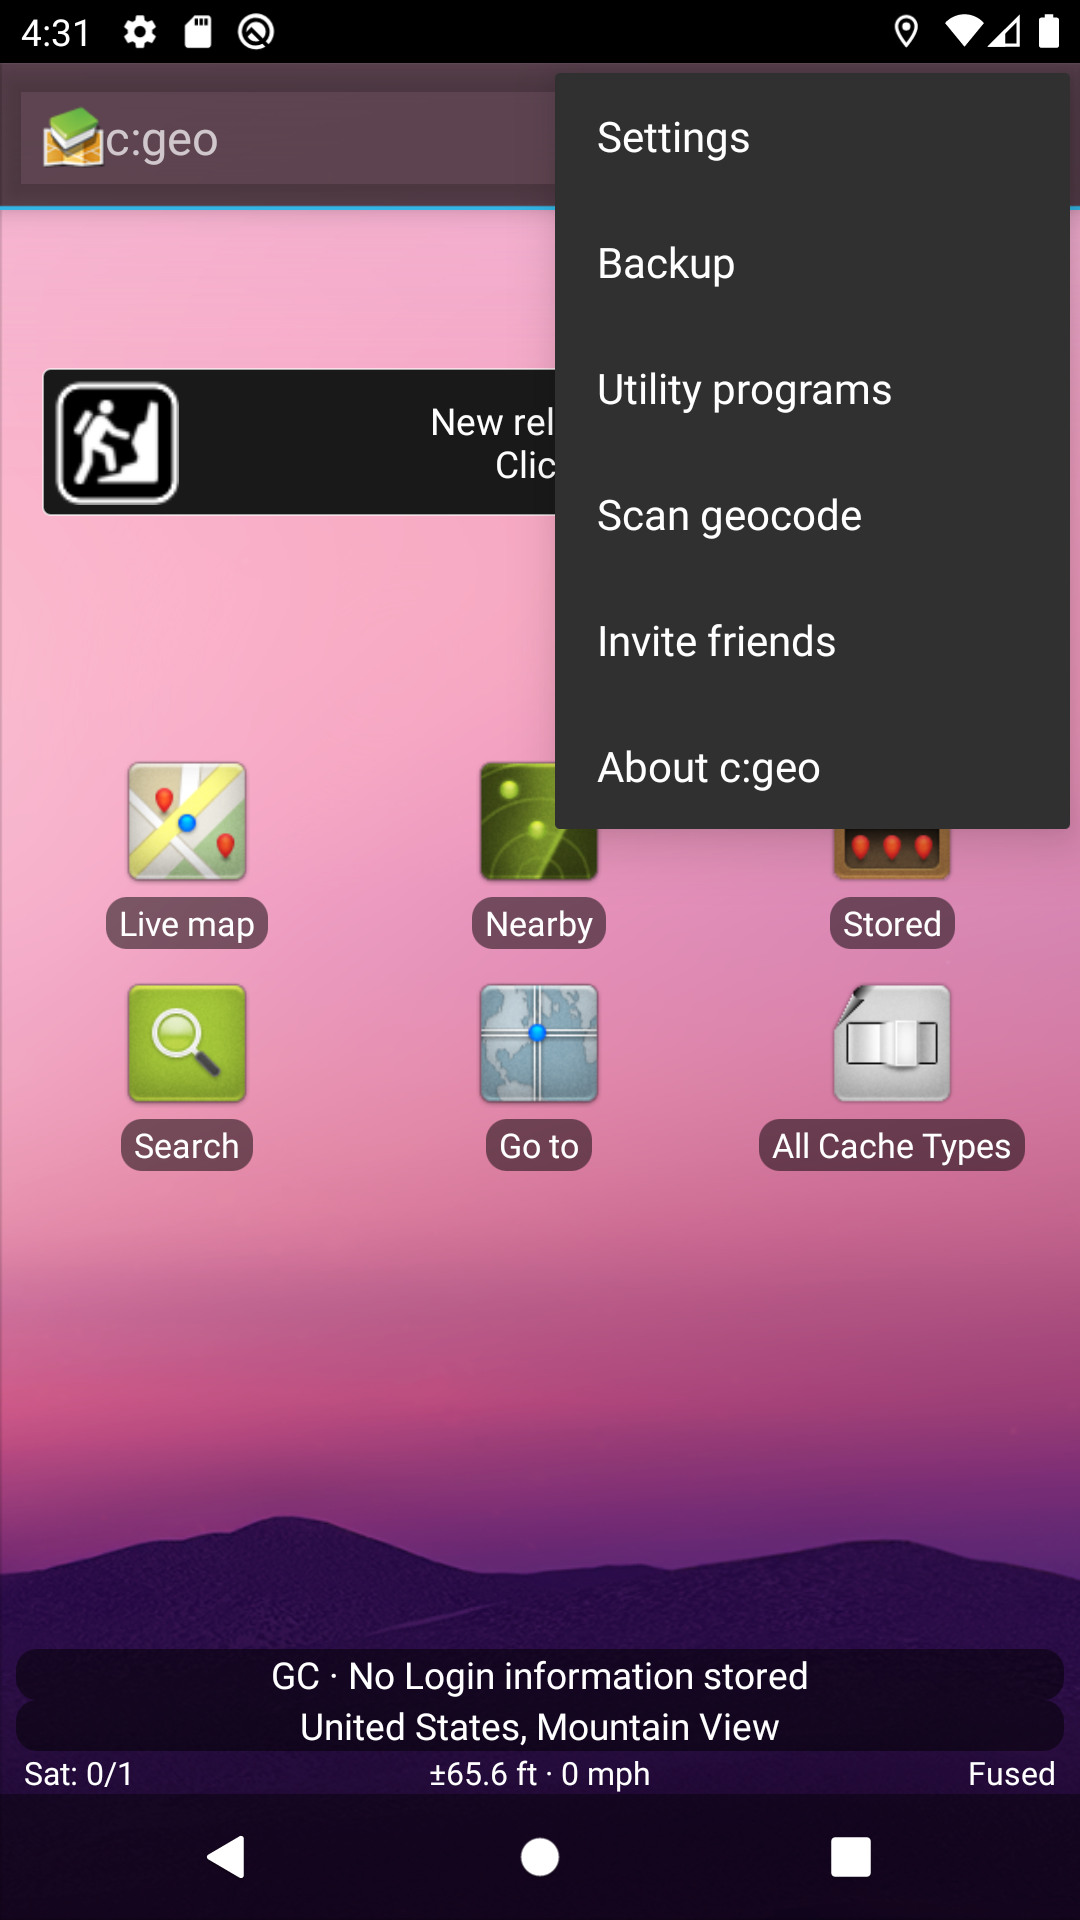 4:31
c:geo
Settings
Backup
Utility programs
Scan geocode
Invite friends
About c:geo
New rel
Clic
Live map
Nearby
Stored
Search
Go to
All Cache Types
GC · No Login information stored
United States, Mountain View
Sat: 0/1
±65.6 ft · 0 mph
Fused